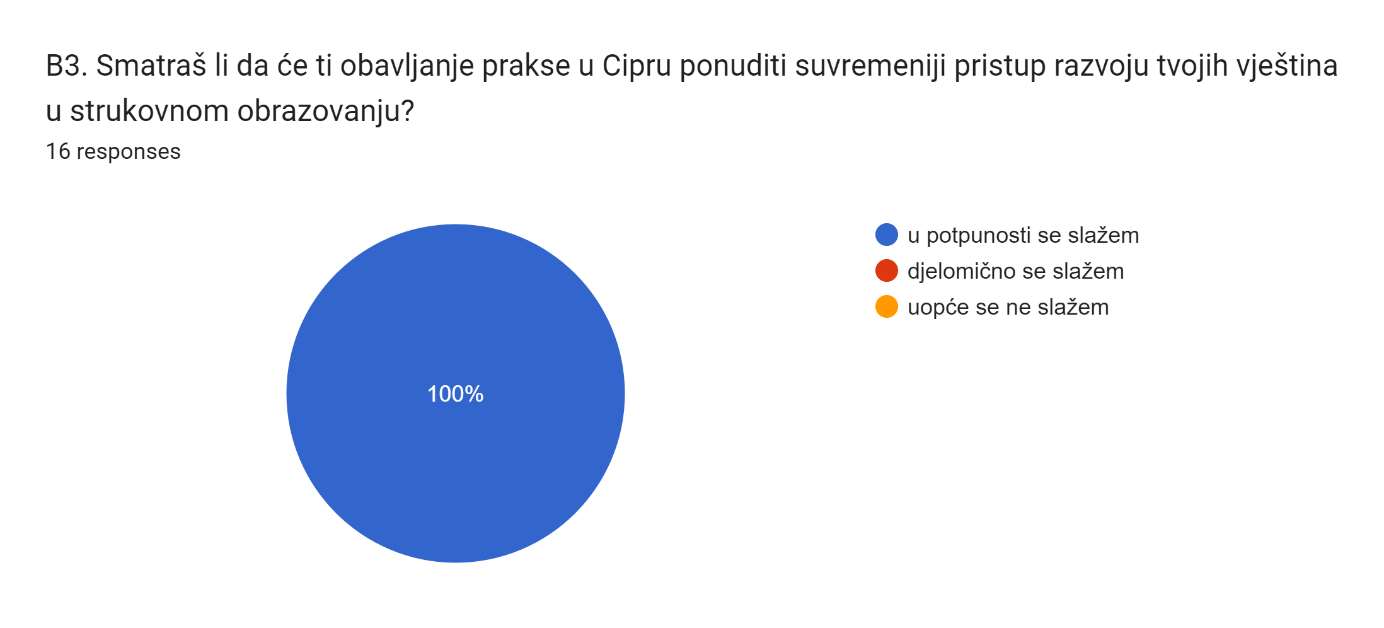 B3. Smatraš li da će ti obavljanje prakse u Cipru ponuditi suvremeniji pristup razvoju tvojih vještina
u strukovnom obrazovanju?
16 responses
u potpunosti se slažem
djelomično se slažem
uopće se ne slažem
100%